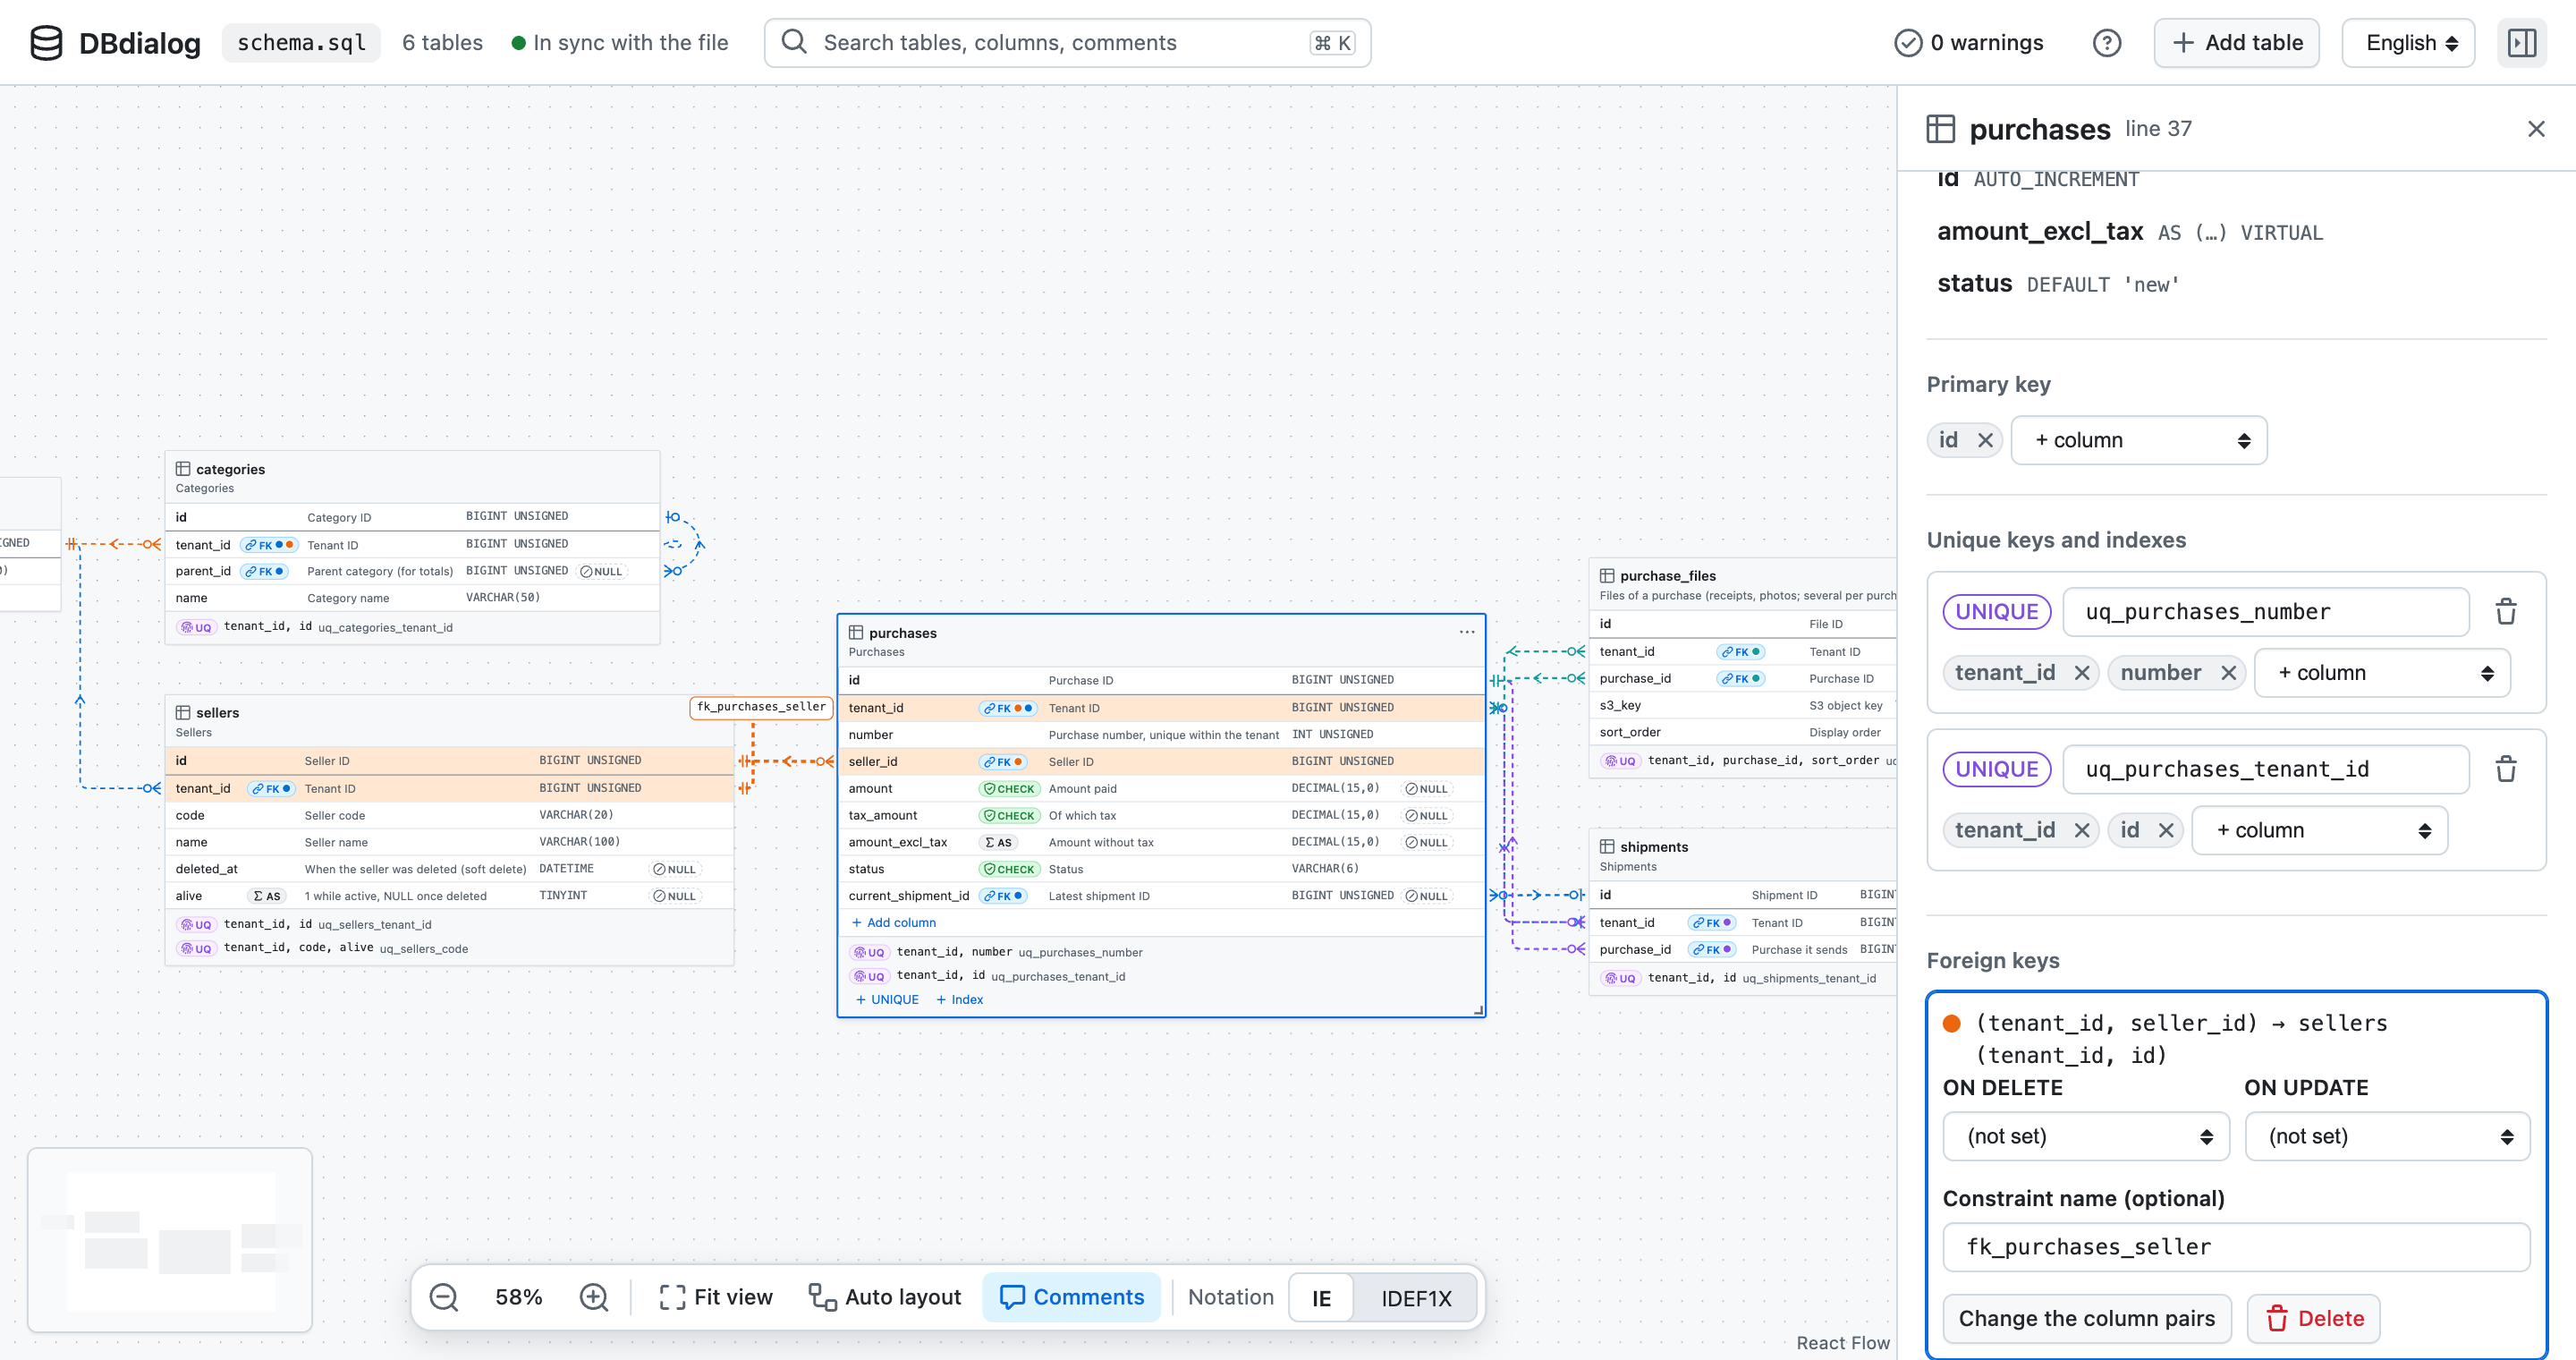 DBdialog schema.sql 6 tables In sync with the file Search tables, columns, comments ⌘ K 0 warnings Add table English
purchases line 37
id AUTO_INCREMENT
amount_excl_tax AS (…) VIRTUAL
status DEFAULT 'new'
Primary key
id + column
Unique keys and indexes
UNIQUE uq_purchases_number
tenant_id number + column
UNIQUE uq_purchases_tenant_id
tenant_id id + column
Foreign keys
(tenant_id, seller_id) → sellers
(tenant_id, id)
ON DELETE ON UPDATE
(not set) (not set)
Constraint name (optional)
fk_purchases_seller
Change the column pairs Delete
categories
Categories
id Category ID BIGINT UNSIGNED
tenant_id FK Tenant ID BIGINT UNSIGNED
parent_id FK Parent category (for totals) BIGINT UNSIGNED NULL
name Category name VARCHAR(50)
UQ tenant_id, id uq_categories_tenant_id
sellers
Sellers
id Seller ID BIGINT UNSIGNED
tenant_id FK Tenant ID BIGINT UNSIGNED
code Seller code VARCHAR(20)
name Seller name VARCHAR(100)
deleted_at When the seller was deleted (soft delete) DATETIME NULL
alive Σ AS 1 while active, NULL once deleted TINYINT NULL
UQ tenant_id, id uq_sellers_tenant_id
UQ tenant_id, code, alive uq_sellers_code
fk_purchases_seller
purchases
Purchases
id Purchase ID BIGINT UNSIGNED
tenant_id FK Tenant ID BIGINT UNSIGNED
number Purchase number, unique within the tenant INT UNSIGNED
seller_id FK Seller ID BIGINT UNSIGNED
amount CHECK Amount paid DECIMAL(15,0) NULL
tax_amount CHECK Of which tax DECIMAL(15,0) NULL
amount_excl_tax Σ AS Amount without tax DECIMAL(15,0) NULL
status CHECK Status VARCHAR(6)
current_shipment_id FK Latest shipment ID BIGINT UNSIGNED NULL
+ Add column
UQ tenant_id, number uq_purchases_number
UQ tenant_id, id uq_purchases_tenant_id
+ UNIQUE + Index
purchase_files
Files of a purchase (receipts, photos; several per purch
id File ID
tenant_id FK Tenant ID
purchase_id FK Purchase ID
s3_key S3 object key
sort_order Display order
UQ tenant_id, purchase_id, sort_order
shipments
Shipments
id Shipment ID BIGIN
tenant_id FK Tenant ID BIGIN
purchase_id FK Purchase it sends BIGIN
UQ tenant_id, id uq_shipments_tenant_id
58% Fit view Auto layout Comments Notation IE IDEF1X
React Flow